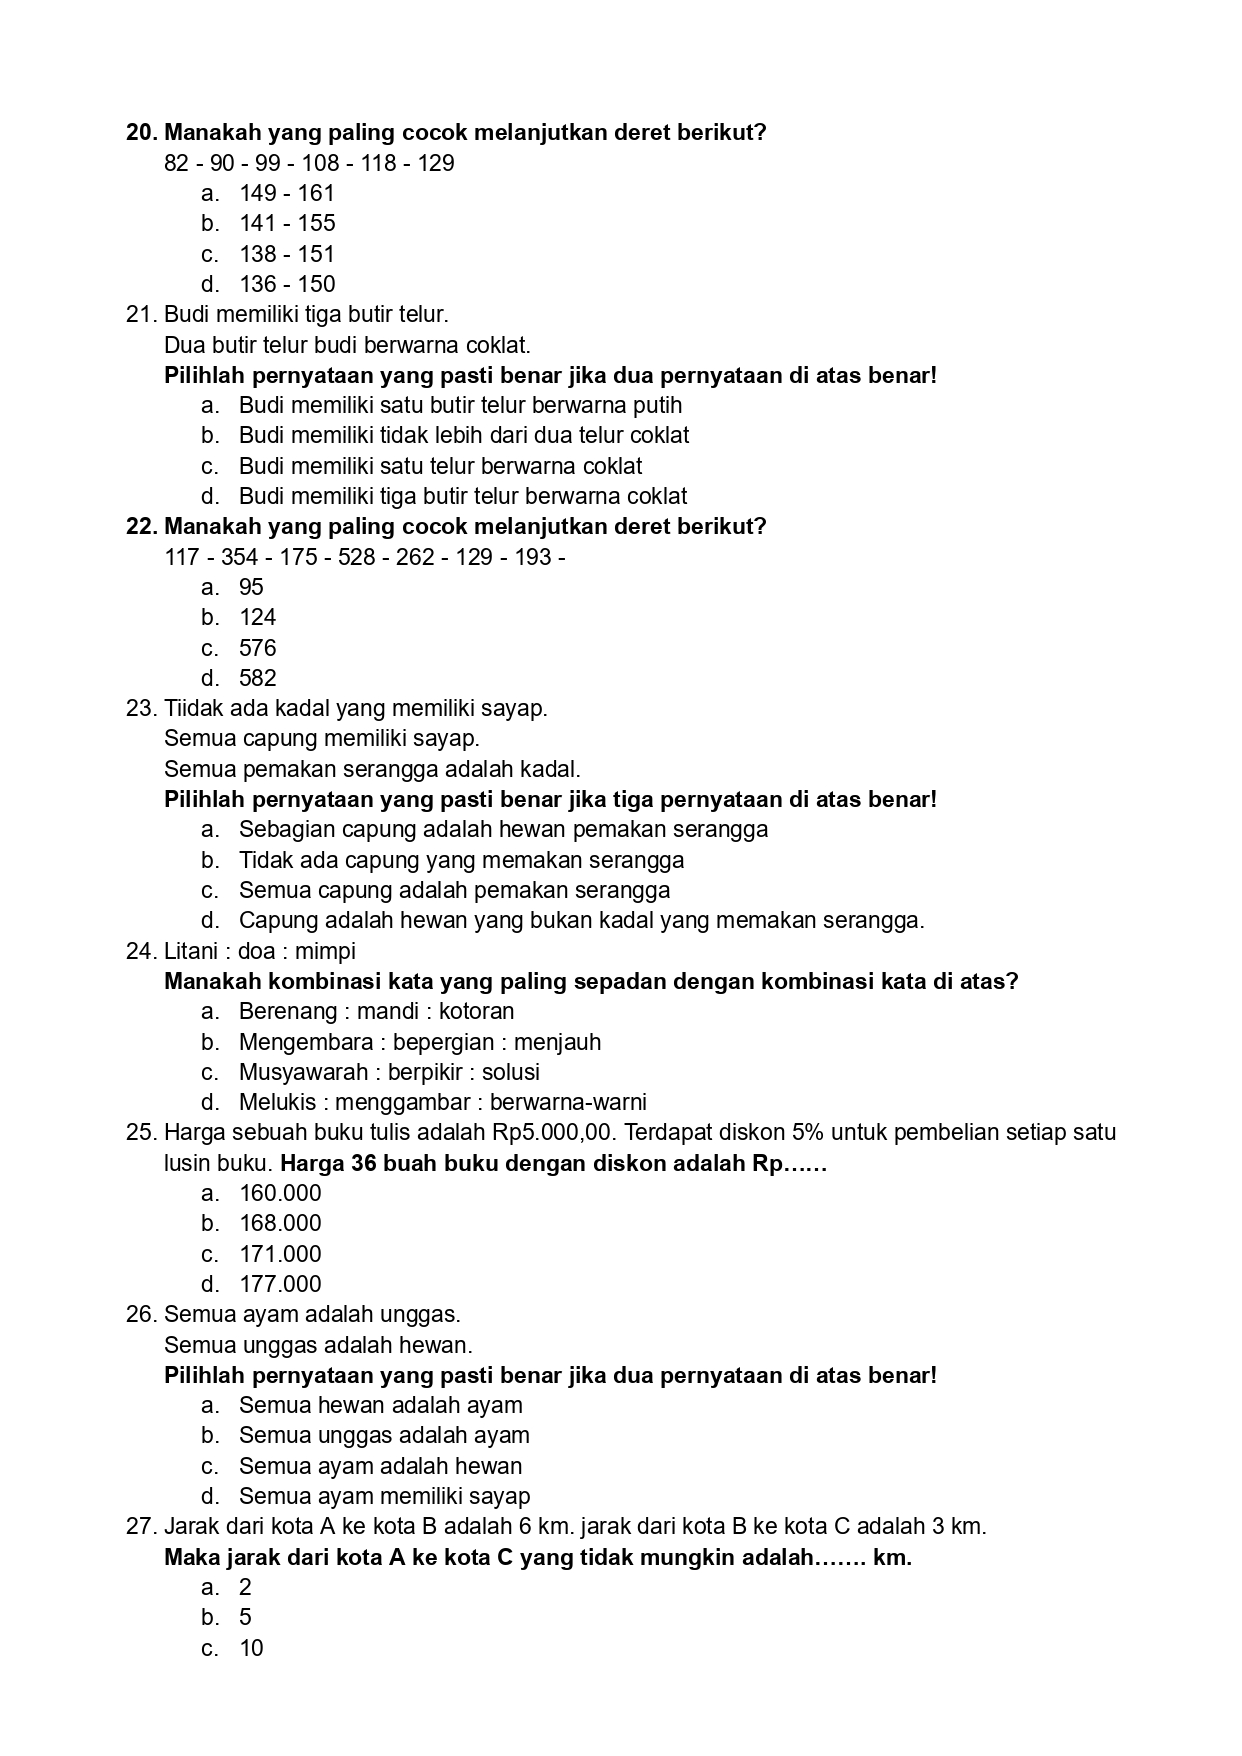 20. Manakah yang paling cocok melanjutkan deret berikut?
82 - 90 - 99 - 108 - 118 - 129
a. 149 - 161
b. 141 - 155
c. 138 - 151
d. 136 - 150
21. Budi memiliki tiga butir telur.
Dua butir telur budi berwarna coklat.
Pilihlah pernyataan yang pasti benar jika dua pernyataan di atas benar!
a. Budi memiliki satu butir telur berwarna putih
b. Budi memiliki tidak lebih dari dua telur coklat
c. Budi memiliki satu telur berwarna coklat
d. Budi memiliki tiga butir telur berwarna coklat
22. Manakah yang paling cocok melanjutkan deret berikut?
117 - 354 - 175 - 528 - 262 - 129 - 193 -
a. 95
b. 124
c. 576
d. 582
23. Tiidak ada kadal yang memiliki sayap.
Semua capung memiliki sayap.
Semua pemakan serangga adalah kadal.
Pilihlah pernyataan yang pasti benar jika tiga pernyataan di atas benar!
a. Sebagian capung adalah hewan pemakan serangga
b. Tidak ada capung yang memakan serangga
c. Semua capung adalah pemakan serangga
d. Capung adalah hewan yang bukan kadal yang memakan serangga.
24. Litani : doa : mimpi
Manakah kombinasi kata yang paling sepadan dengan kombinasi kata di atas?
a. Berenang : mandi : kotoran
b. Mengembara : bepergian : menjauh
c. Musyawarah : berpikir : solusi
d. Melukis : menggambar : berwarna-warni
25. Harga sebuah buku tulis adalah Rp5.000,00. Terdapat diskon 5% untuk pembelian setiap satu
lusin buku. Harga 36 buah buku dengan diskon adalah Rp……
a. 160.000
b. 168.000
c. 171.000
d. 177.000
26. Semua ayam adalah unggas.
Semua unggas adalah hewan.
Pilihlah pernyataan yang pasti benar jika dua pernyataan di atas benar!
a. Semua hewan adalah ayam
b. Semua unggas adalah ayam
c. Semua ayam adalah hewan
d. Semua ayam memiliki sayap
27. Jarak dari kota A ke kota B adalah 6 km. jarak dari kota B ke kota C adalah 3 km.
Maka jarak dari kota A ke kota C yang tidak mungkin adalah……. km.
a. 2
b. 5
c. 10